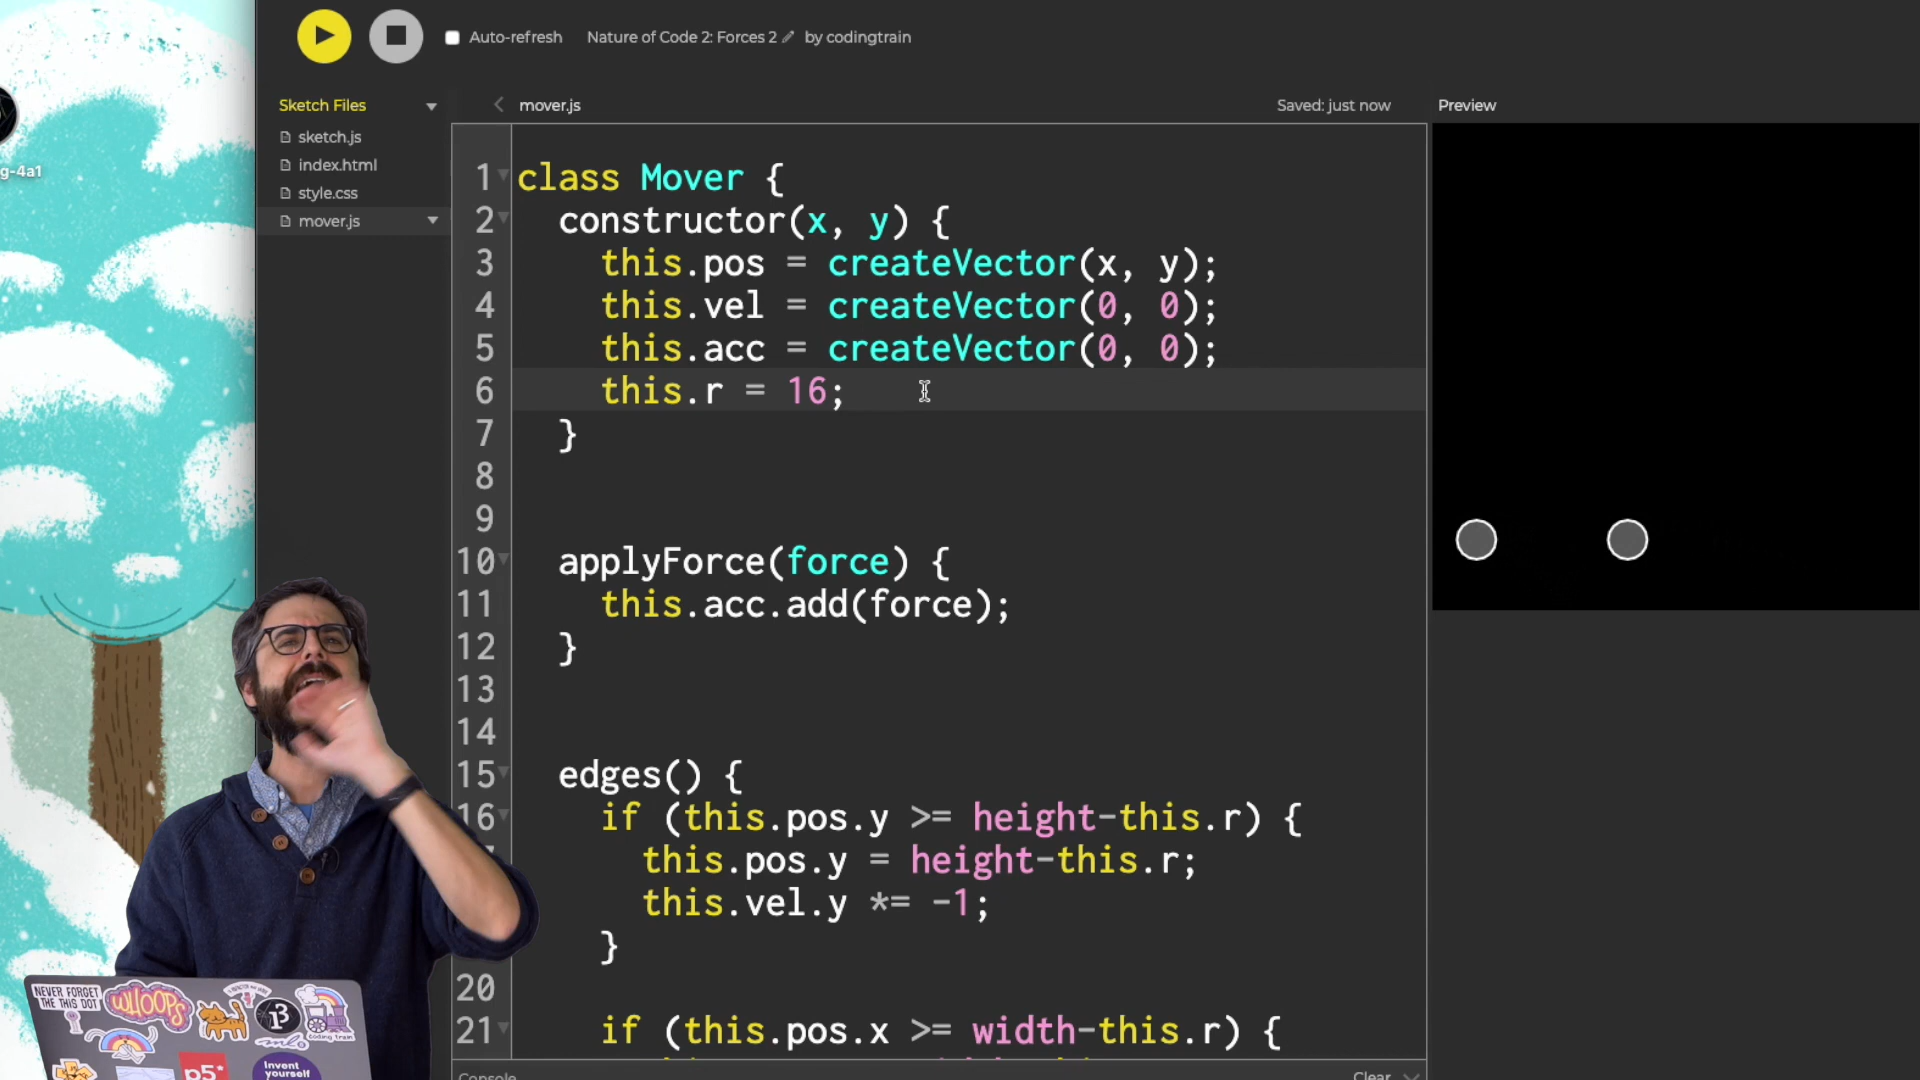 Auto-refresh
Nature of Code 2: Forces 2 by codingtrain
Sketch Files
mover.js
Saved: just now
Preview
sketch.js
index.html
style.css
mover.js
g-4a1
1 class Mover {
2 constructor(x, y) {
3 this.pos = createVector(x, y);
4 this.vel = createVector(0, 0);
5 this.acc = createVector(0, 0);
6 this.r = 16;
7 }
8
9
10 applyForce(force) {
11 this.acc.add(force);
12 }
13
14
15 edges() {
16 if (this.pos.y >= height-this.r) {
this.pos.y = height-this.r;
this.vel.y *= -1;
}
20
21 if (this.pos.x >= width-this.r) {
Console
Clear
NEVER FORGET
THE THIS DOT
WHOOPS
Coding Train
p5*
Invent
yourself